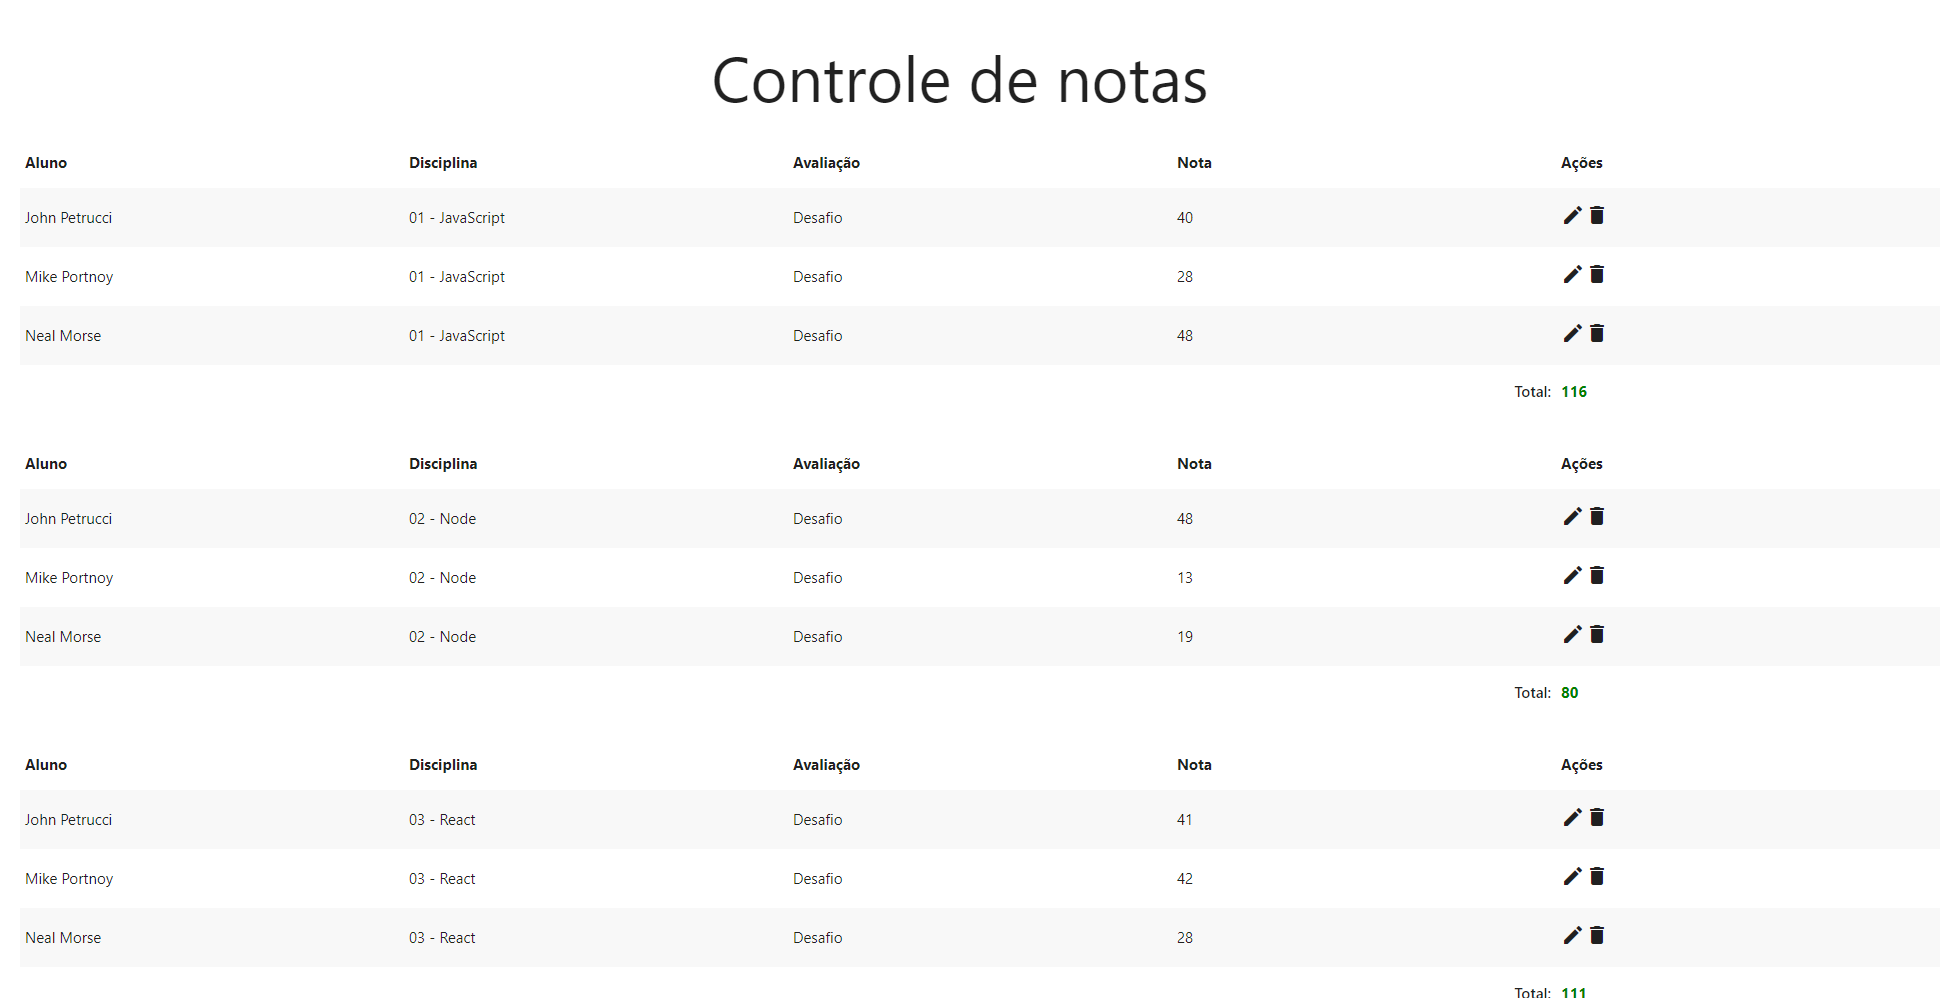 Controle de notas
Aluno Disciplina Avaliação Nota Ações
John Petrucci 01 - JavaScript Desafio 40
Mike Portnoy 01 - JavaScript Desafio 28
Neal Morse 01 - JavaScript Desafio 48
Total: 116
Aluno Disciplina Avaliação Nota Ações
John Petrucci 02 - Node Desafio 48
Mike Portnoy 02 - Node Desafio 13
Neal Morse 02 - Node Desafio 19
Total: 80
Aluno Disciplina Avaliação Nota Ações
John Petrucci 03 - React Desafio 41
Mike Portnoy 03 - React Desafio 42
Neal Morse 03 - React Desafio 28
Total: 111